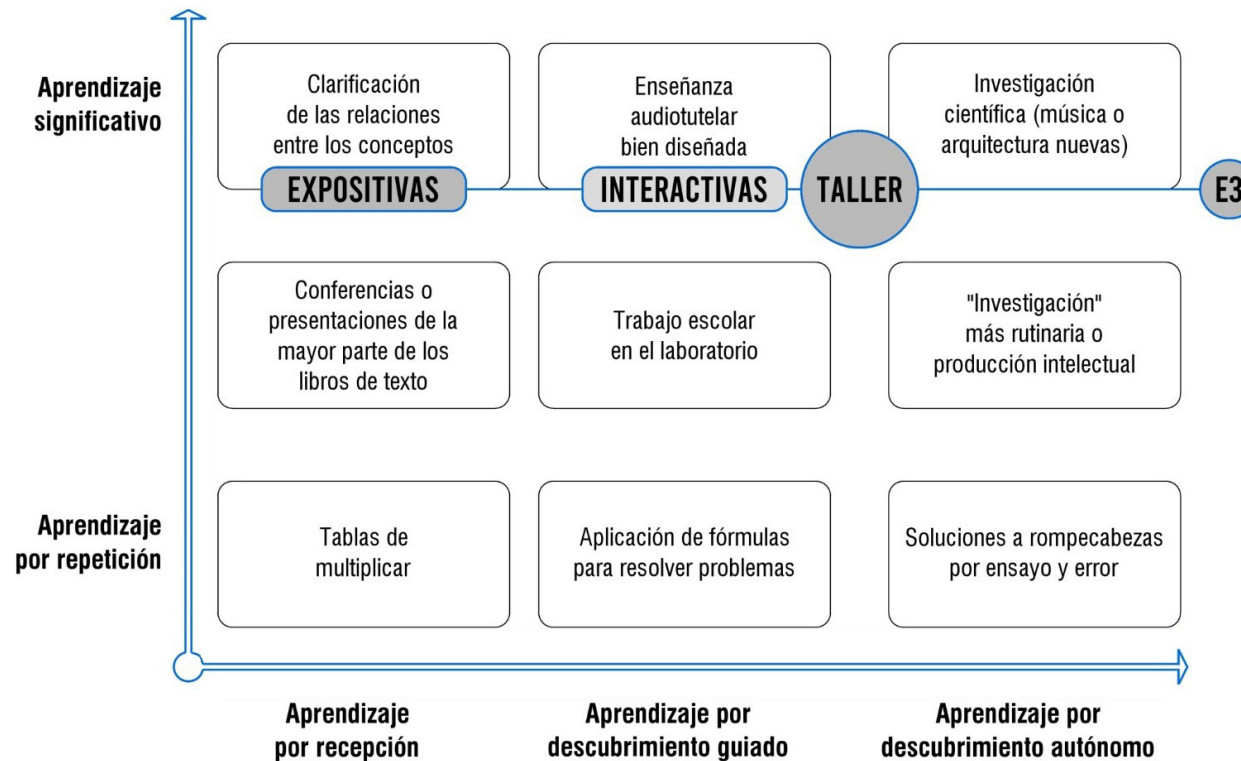 Aprendizaje
significativo
Clarificación
de las relaciones
entre los conceptos
Enseñanza
audiotutelar
bien diseñada
Investigación
científica (música o
arquitectura nuevas)
EXPOSITIVAS
INTERACTIVAS
TALLER
E3
Conferencias o
presentaciones de la
mayor parte de los
libros de texto
Trabajo escolar
en el laboratorio
"Investigación"
más rutinaria o
producción intelectual
Aprendizaje
por repetición
Tablas de
multiplicar
Aplicación de fórmulas
para resolver problemas
Soluciones a rompecabezas
por ensayo y error
Aprendizaje
por recepción
Aprendizaje por
descubrimiento guiado
Aprendizaje por
descubrimiento autónomo